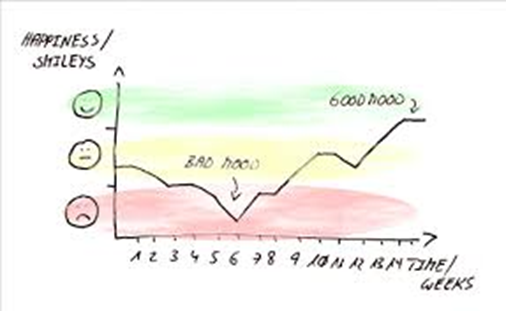 HAPPINESS/
SMILEYS
GOOD MOOD
BAD MOOD
1 2 3 4 5 6 7 8 9 10 11 12 13 14 TIME/
WEEKS